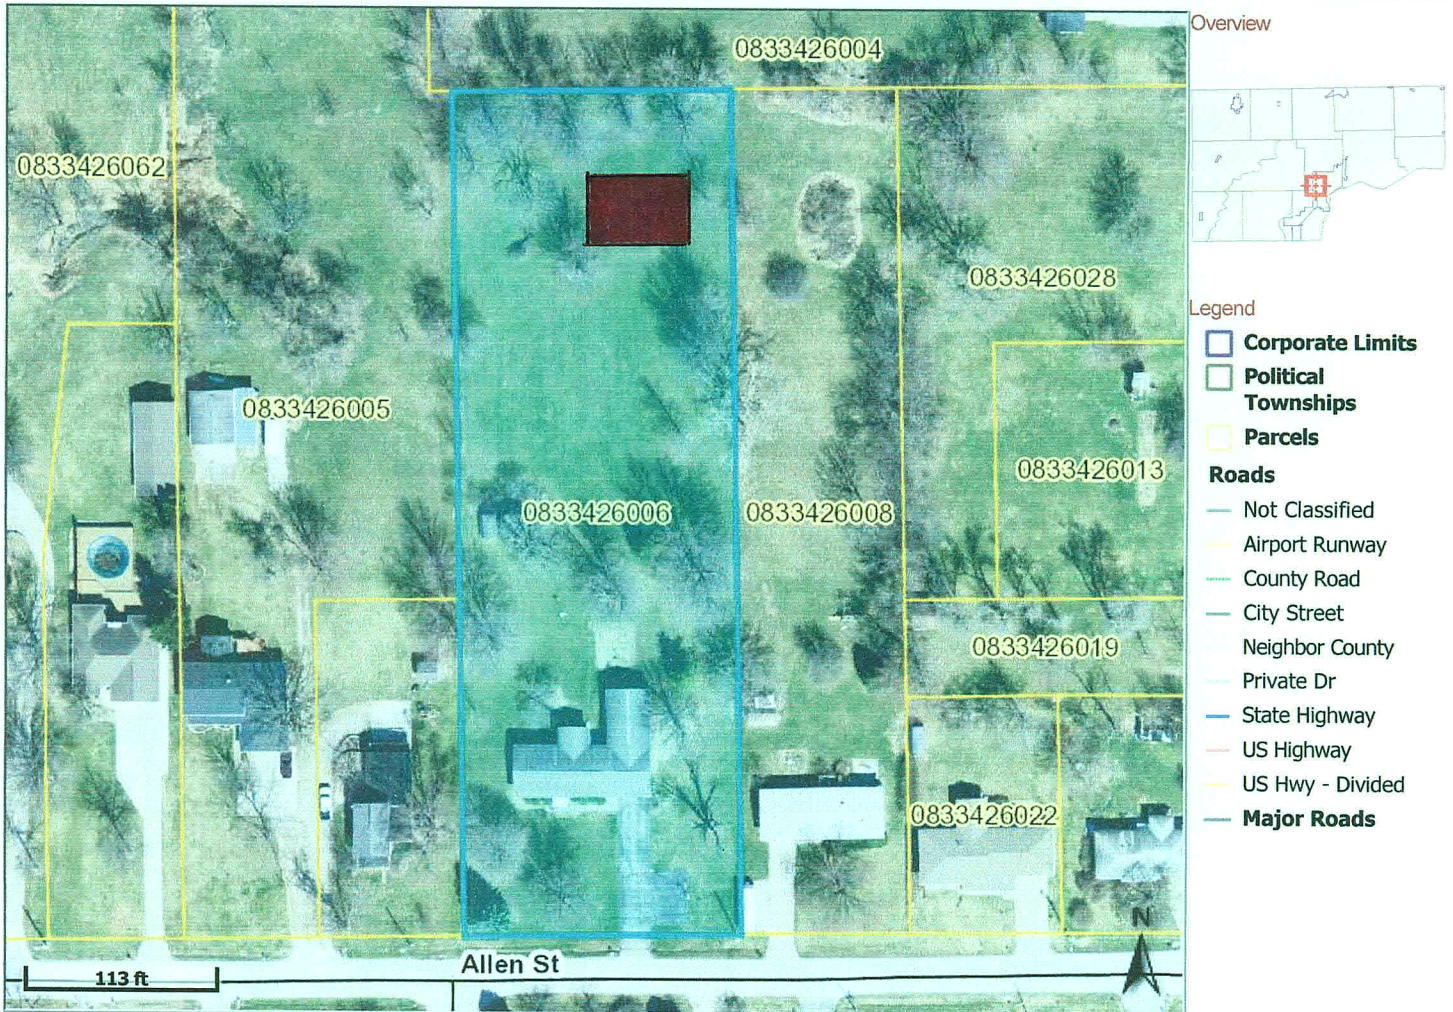 Overview
0833426004
0833426062
0833426028
Legend
Corporate Limits
Political
Townships
Parcels
Roads
Not Classified
Airport Runway
County Road
City Street
Neighbor County
Private Dr
State Highway
US Highway
US Hwy - Divided
Major Roads
0833426005
0833426013
0833426006
0833426008
0833426019
0833426022
N
Allen St
113 ft